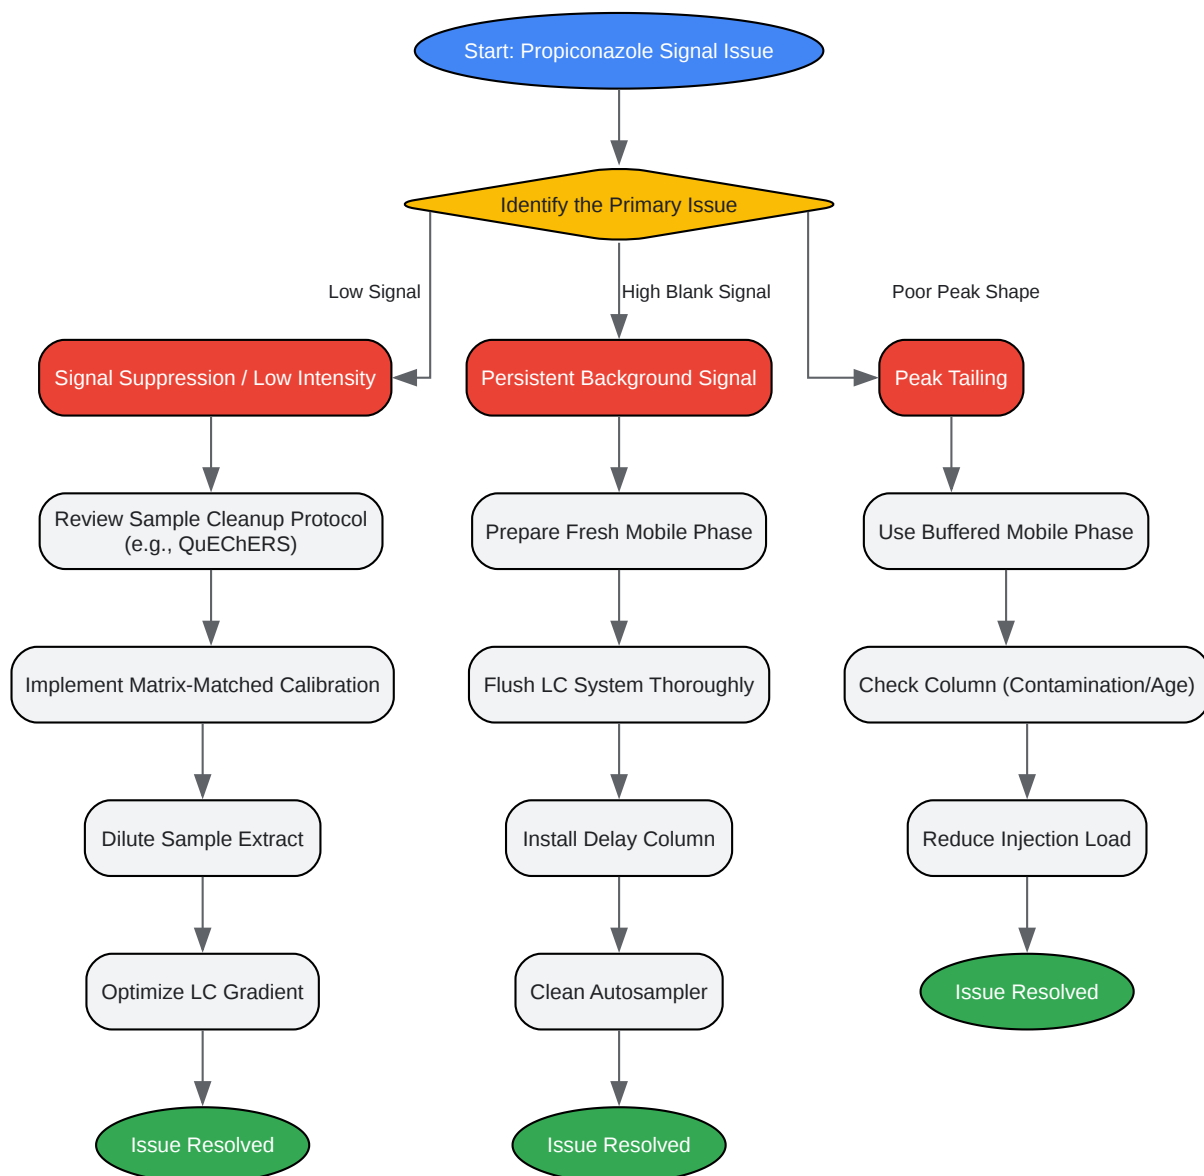 Start: Propiconazole Signal Issue
Identify the Primary Issue
Low Signal
High Blank Signal
Poor Peak Shape
Signal Suppression / Low Intensity
Persistent Background Signal
Peak Tailing
Review Sample Cleanup Protocol
(e.g., QuEChERS)
Prepare Fresh Mobile Phase
Use Buffered Mobile Phase
Implement Matrix-Matched Calibration
Flush LC System Thoroughly
Check Column (Contamination/Age)
Dilute Sample Extract
Install Delay Column
Reduce Injection Load
Optimize LC Gradient
Clean Autosampler
Issue Resolved
Issue Resolved
Issue Resolved